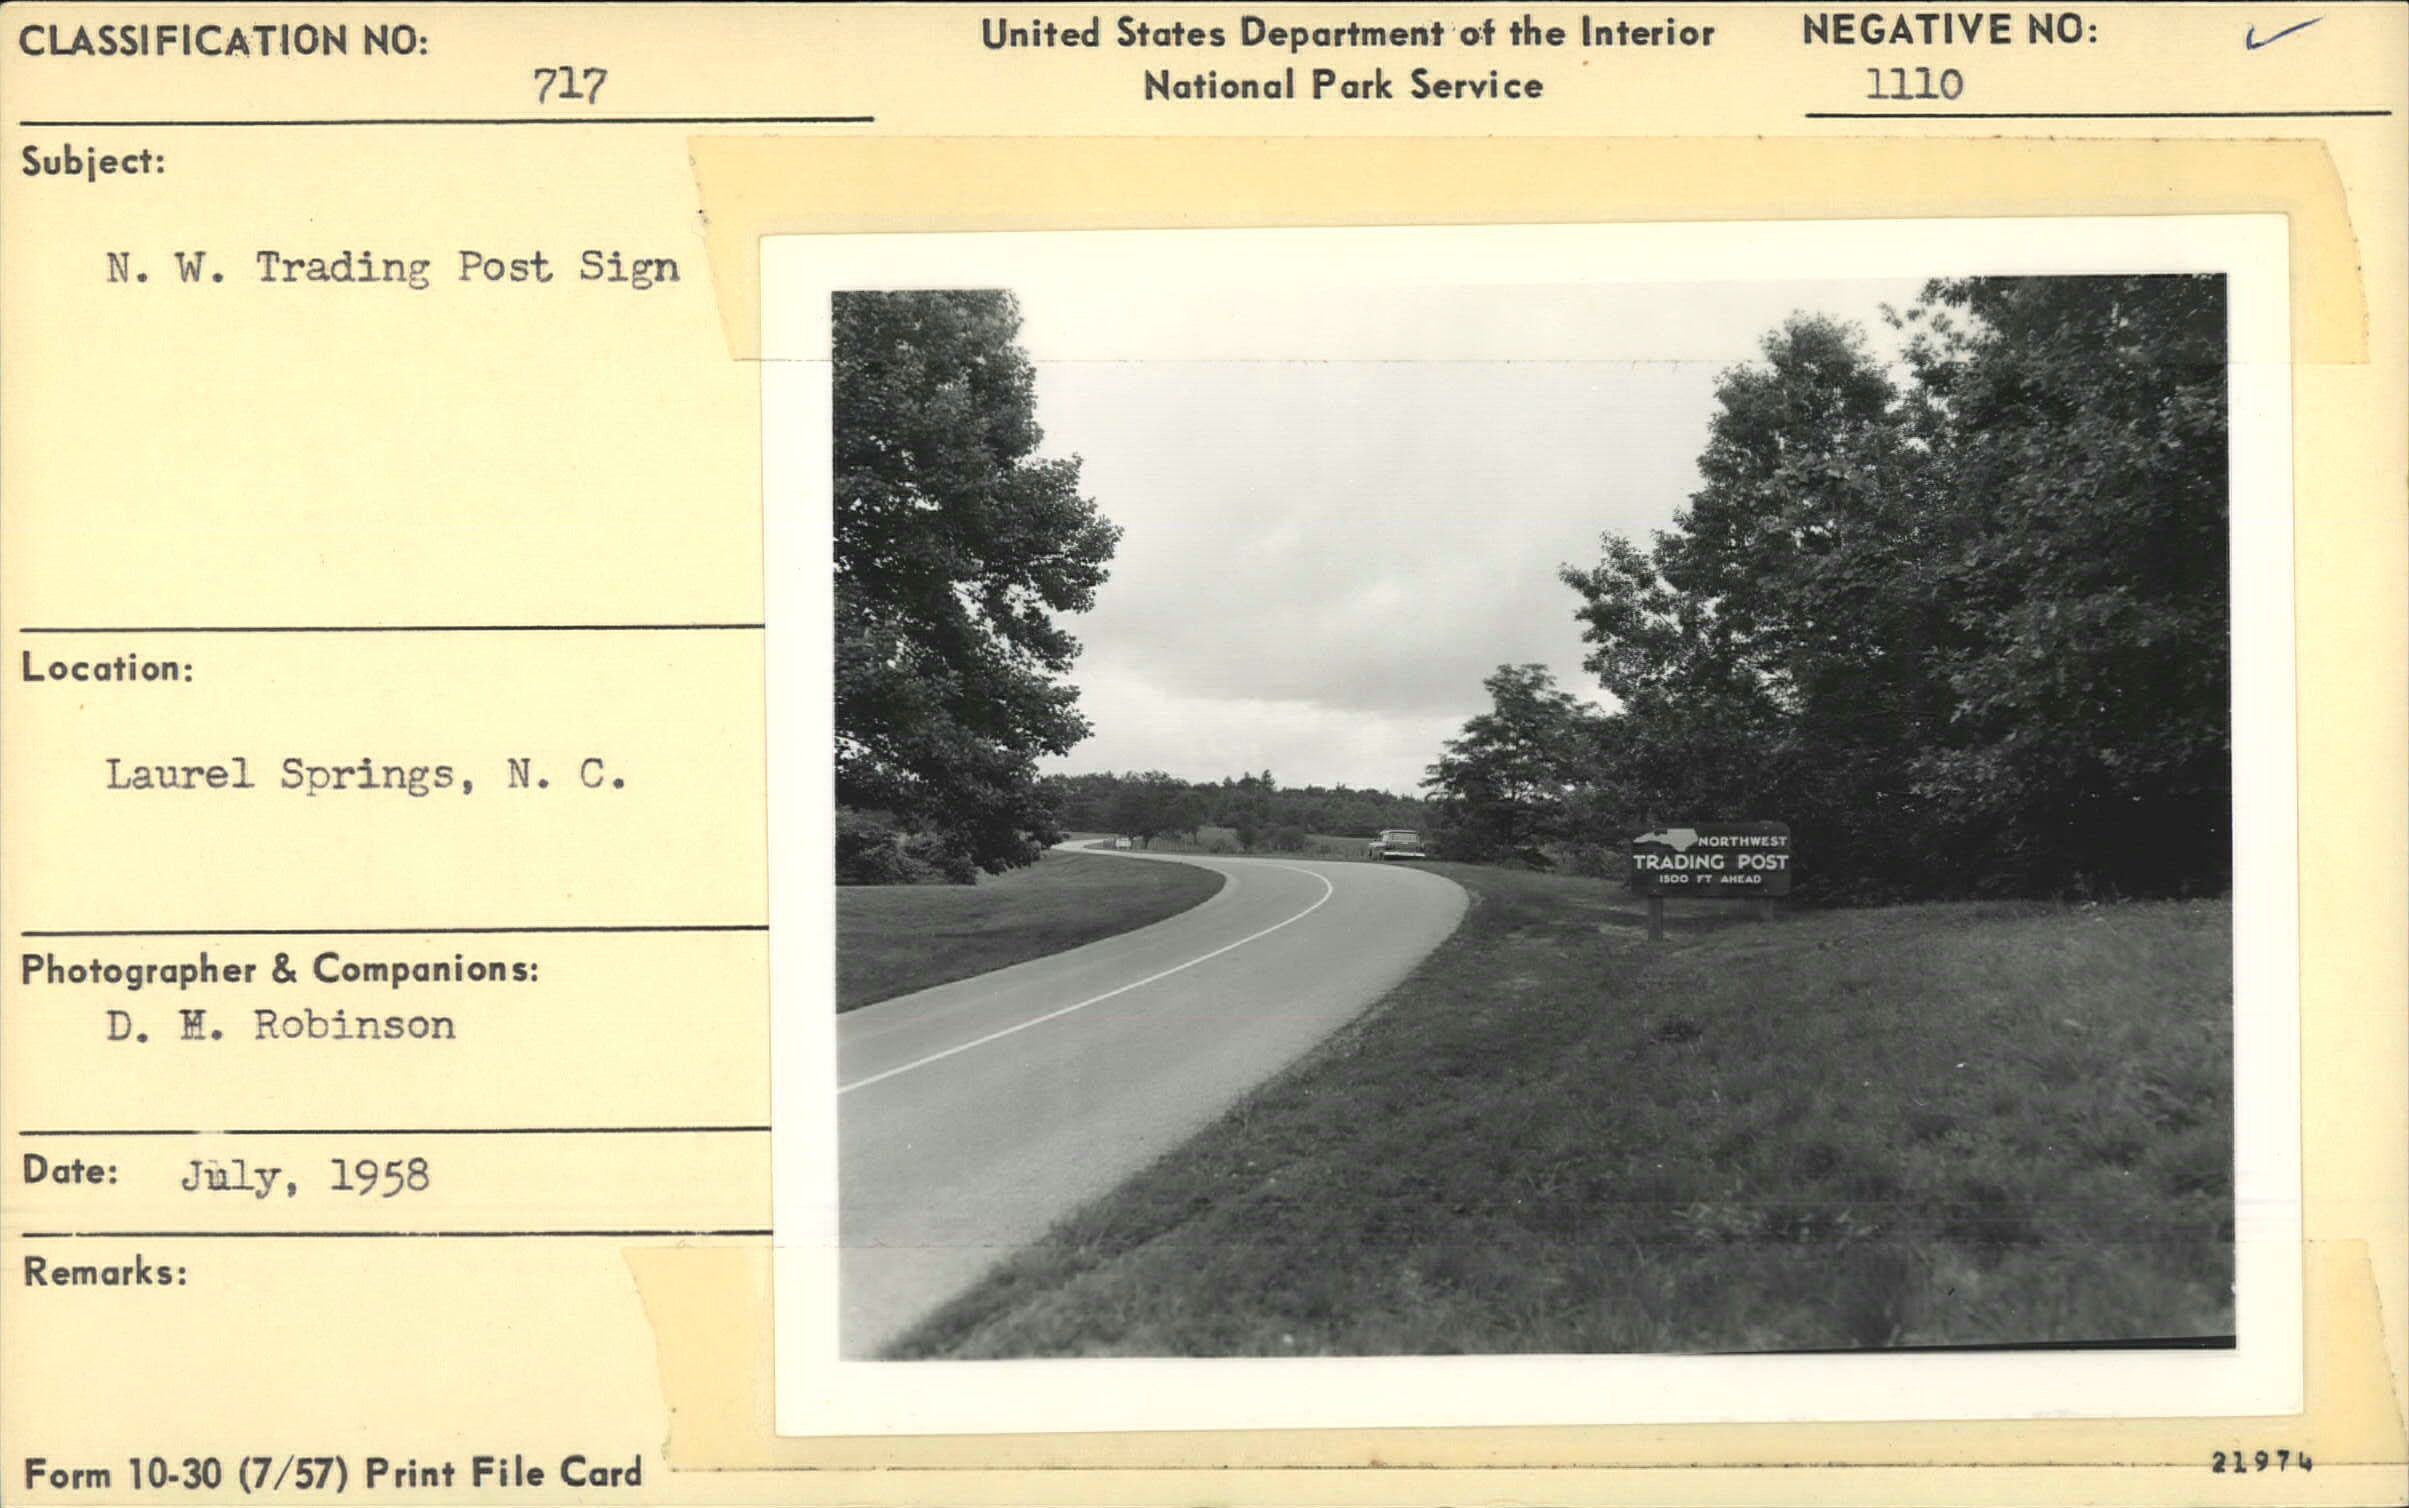 CLASSIFICATION NO:
717
United States Department of the Interior
National Park Service
NEGATIVE NO:
1110
Subject:
N. W. Trading Post Sign
Location:
Laurel Springs, N. C.
Photographer & Companions:
D. H. Robinson
Date: July, 1958
Remarks:
NORTHWEST
TRADING POST
1500 FT AHEAD
Form 10-30 (7/57) Print File Card
21974